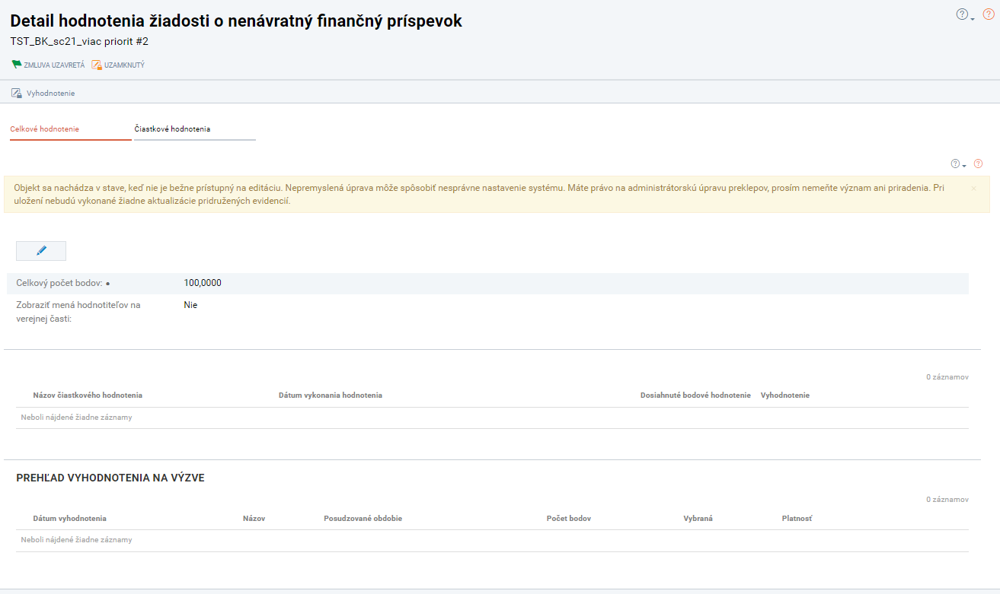 Detail hodnotenia žiadosti o nenávratný finančný príspevok
TST_BK_sc21_viac priorit #2
ZMLUVA UZAVRETÁ UZAMKNUTÝ
Vyhodnotenie
Celkové hodnotenie Čiastkové hodnotenia
Objekt sa nachádza v stave, keď nie je bežne prístupný na editáciu. Nepremyslená úprava môže spôsobiť nesprávne nastavenie systému. Máte právo na administrátorskú úpravu preklepov, prosím nemeňte význam ani priradenia. Pri
uložení nebudú vykonané žiadne aktualizácie pridružených evidencií.
Celkový počet bodov: 100,0000
Zobraziť mená hodnotiteľov na Nie
verejnej časti:
0 záznamov
Názov čiastkového hodnotenia Dátum vykonania hodnotenia Dosiahnuté bodové hodnotenie Vyhodnotenie
Neboli nájdené žiadne záznamy
PREHĽAD VYHODNOTENIA NA VÝZVE
0 záznamov
Dátum vyhodnotenia Názov Posudzované obdobie Počet bodov Vybraná Platnosť
Neboli nájdené žiadne záznamy